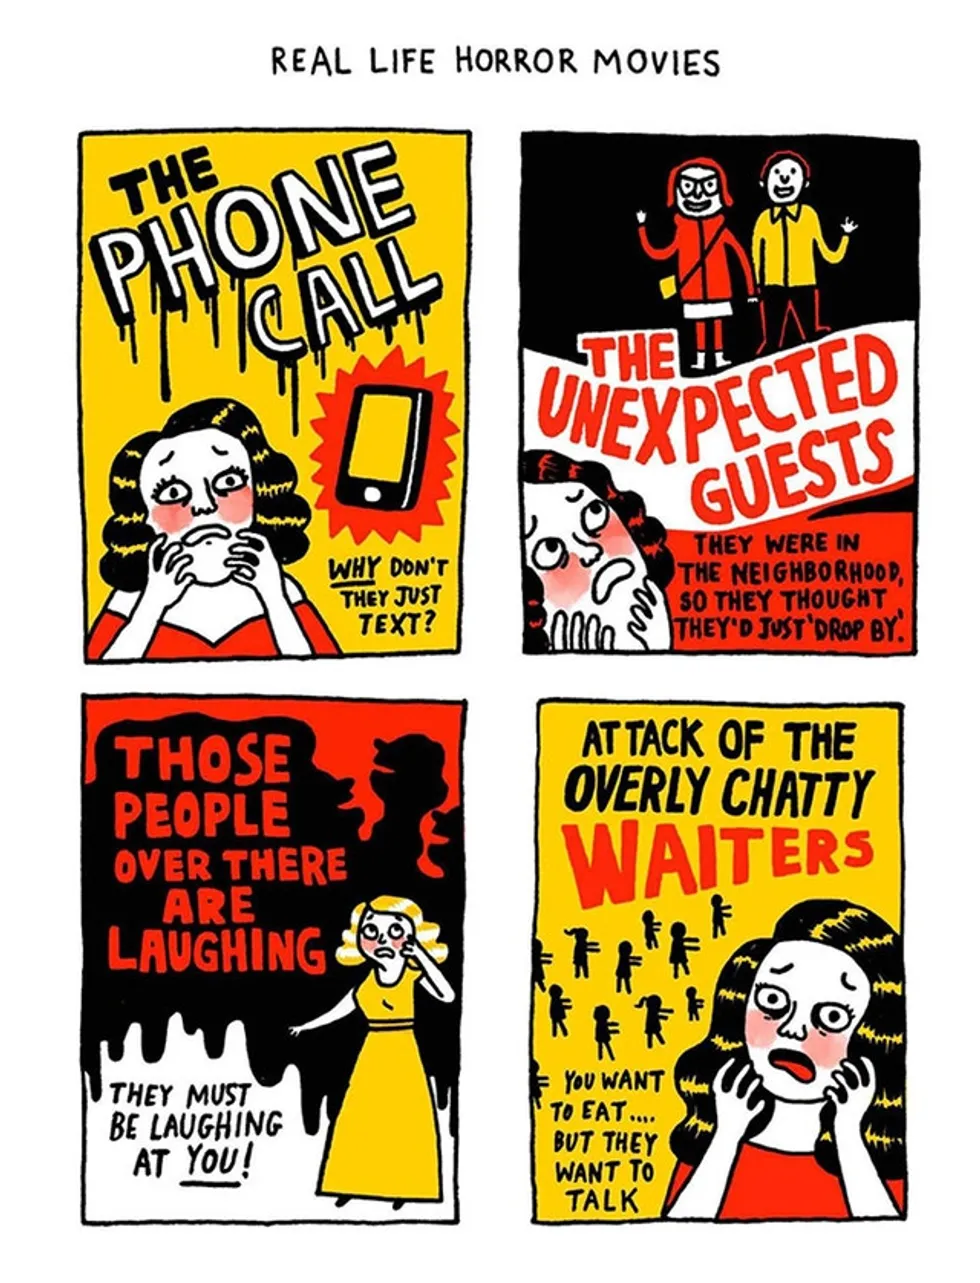 REAL LIFE HORROR MOVIES
THE
PHONE
CALL
WHY DON'T
THEY JUST
TEXT?
THE
UNEXPECTED
GUESTS
THEY WERE IN
THE NEIGHBORHOOD,
SO THEY THOUGHT
THEY'D JUST 'DROP BY'.
THOSE
PEOPLE
OVER THERE
ARE
LAUGHING
THEY MUST
BE LAUGHING
AT YOU!
ATTACK OF THE
OVERLY CHATTY
WAITERS
YOU WANT
TO EAT....
BUT THEY
WANT TO
TALK